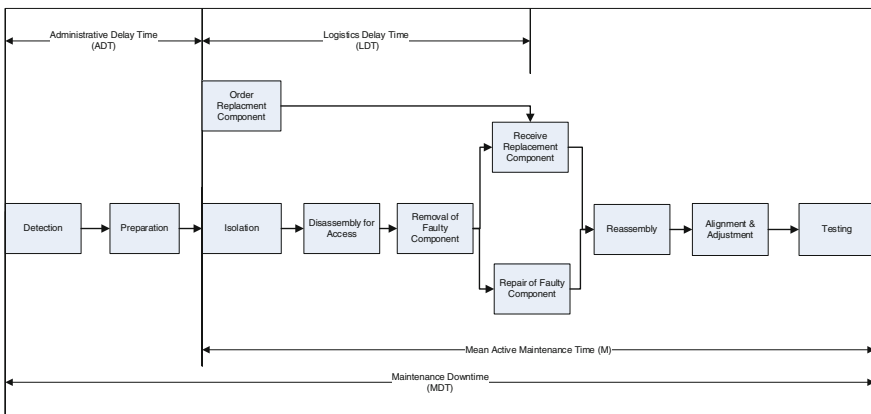 Administrative Delay Time
(ADT)
Logistics Delay Time
(LDT)
Order
Replacment
Component
Receive
Replacement
Component
Detection
Preparation
Isolation
Disassembly for
Access
Removal of
Faulty
Component
Reassembly
Alignment &
Adjustment
Testing
Repair of Faulty
Component
Mean Active Maintenance Time (M)
Maintenance Downtime
(MDT)